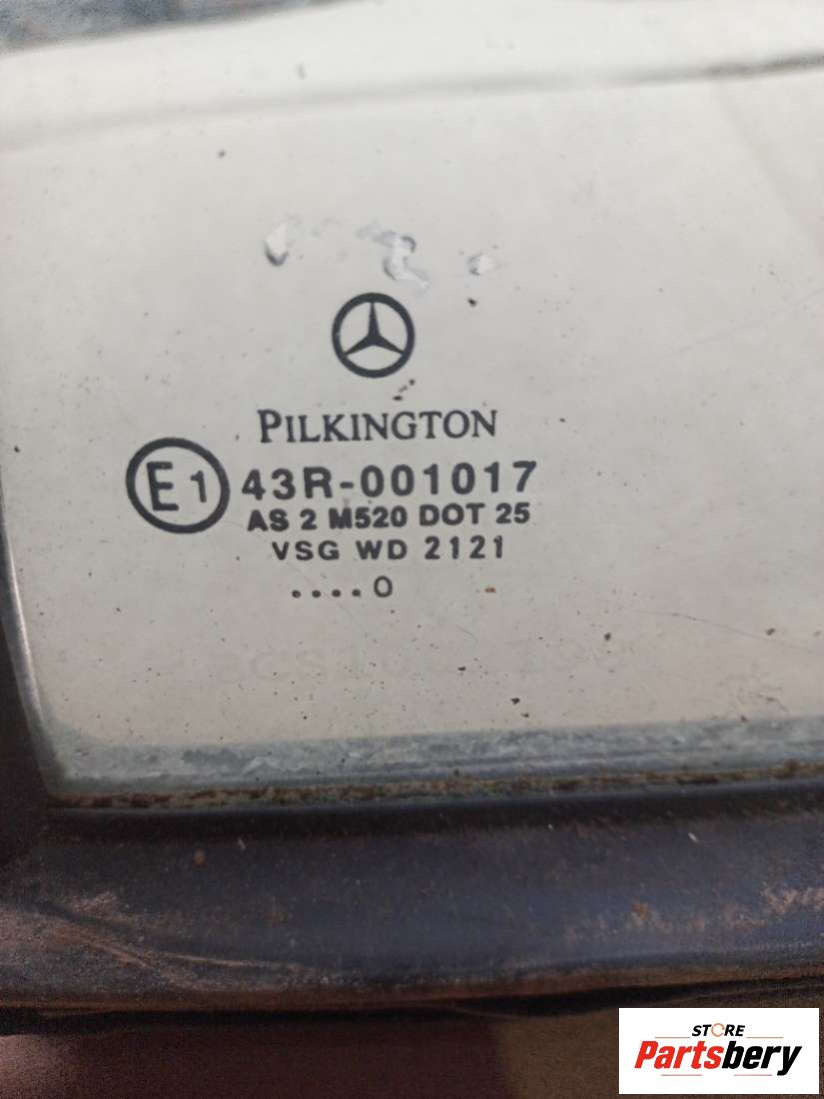 PILKINGTON
E1 43R-001017
AS 2 M520 DOT 25
VSG WD 2121
....0
STORE
Partsbery